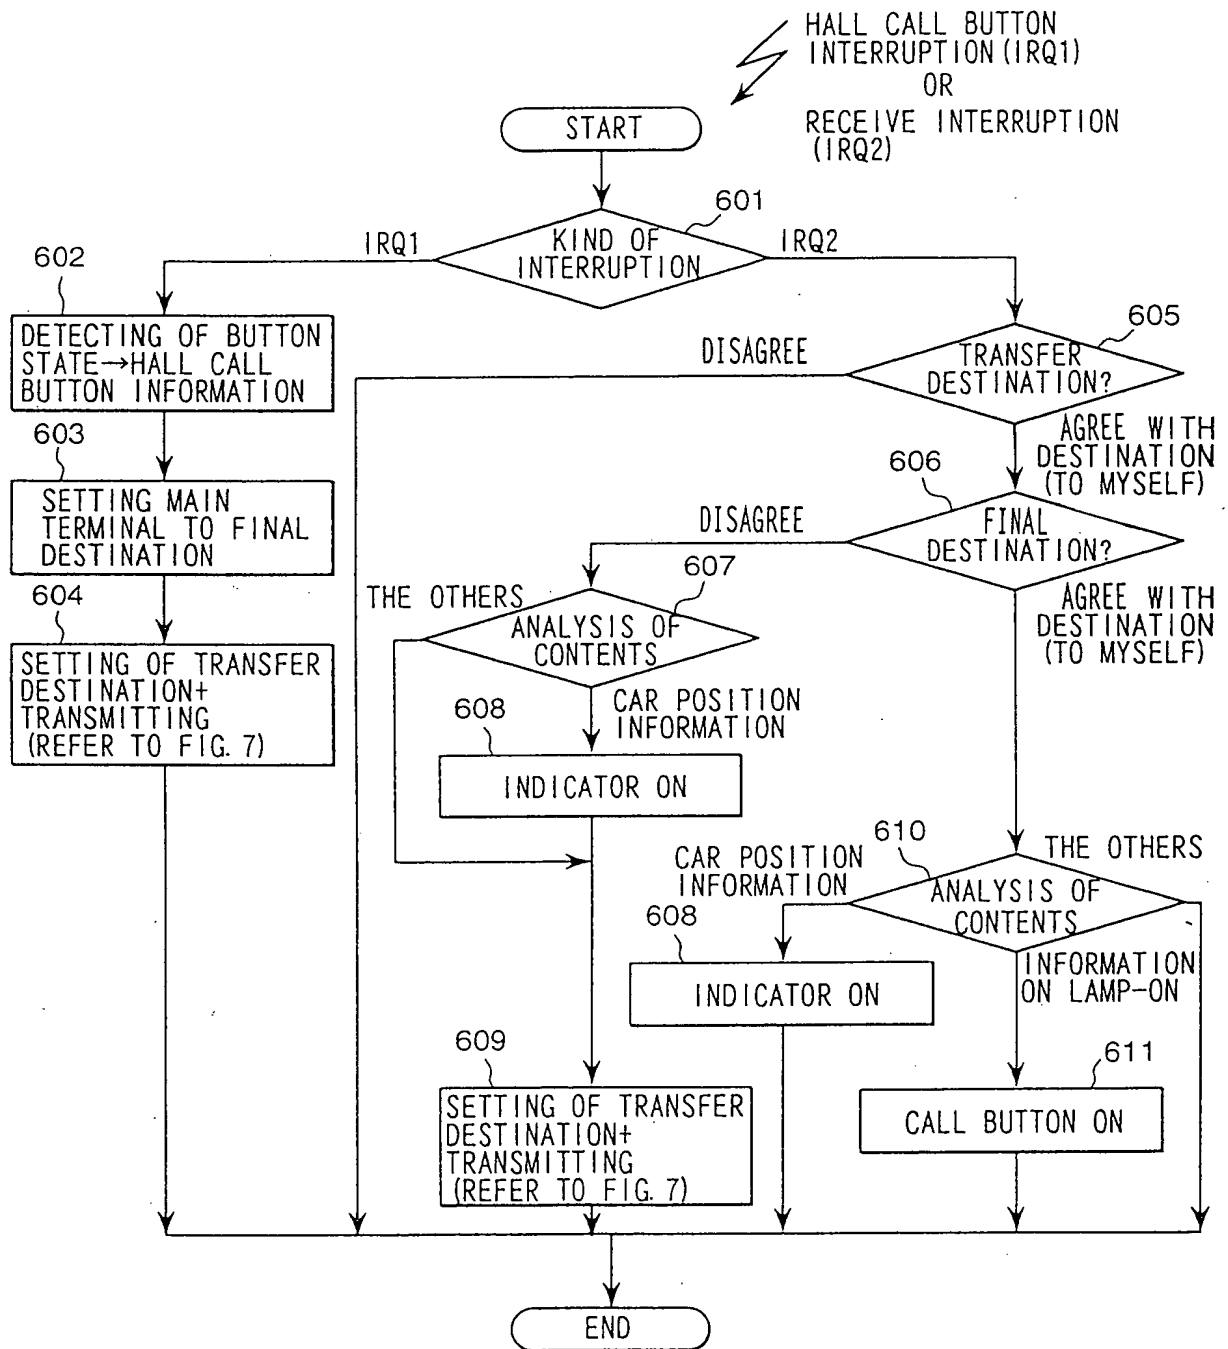 HALL CALL BUTTON
INTERRUPTION (IRQ1)
OR
RECEIVE INTERRUPTION
(IRQ2)
START
601
KIND OF
INTERRUPTION
IRQ1
IRQ2
602
DETECTING OF BUTTON
STATE→HALL CALL
BUTTON INFORMATION
603
SETTING MAIN
TERMINAL TO FINAL
DESTINATION
604
SETTING OF TRANSFER
DESTINATION+
TRANSMITTING
(REFER TO FIG. 7)
605
TRANSFER
DESTINATION?
DISAGREE
AGREE WITH
DESTINATION
(TO MYSELF)
606
FINAL
DESTINATION?
DISAGREE
AGREE WITH
DESTINATION
(TO MYSELF)
607
THE OTHERS
ANALYSIS OF
CONTENTS
CAR POSITION
INFORMATION
608
INDICATOR ON
610
THE OTHERS
CAR POSITION
INFORMATION
ANALYSIS OF
CONTENTS
608
INDICATOR ON
INFORMATION
ON LAMP-ON
609
SETTING OF TRANSFER
DESTINATION+
TRANSMITTING
(REFER TO FIG. 7)
611
CALL BUTTON ON
END